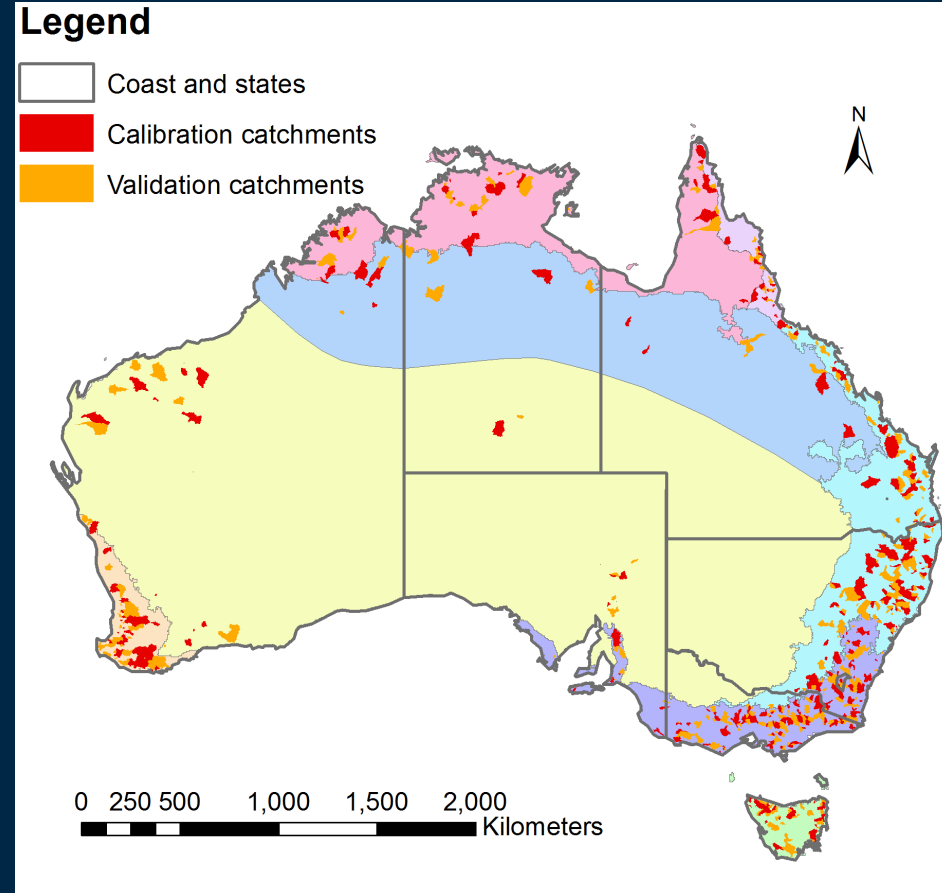 Legend
Coast and states
Calibration catchments
Validation catchments
N
0 250 500 1,000 1,500 2,000
Kilometers